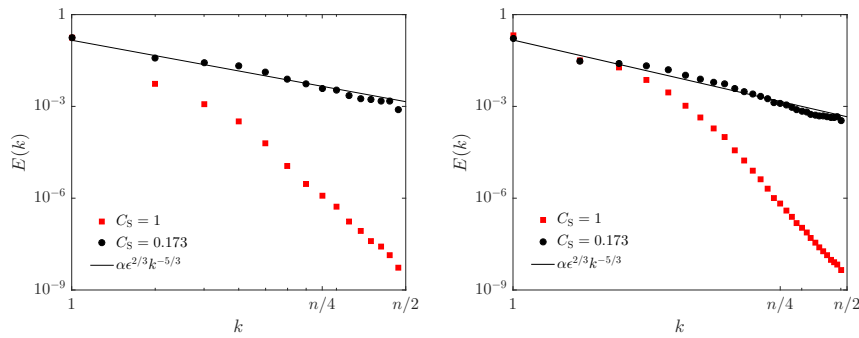 1
10⁻³
10⁻⁶
10⁻⁹
E(k)
C_S = 1
C_S = 0.173
αϵ^{2/3}k^{-5/3}
1
n/4
n/2
k
1
10⁻³
10⁻⁶
10⁻⁹
E(k)
C_S = 1
C_S = 0.173
αϵ^{2/3}k^{-5/3}
1
n/4
n/2
k